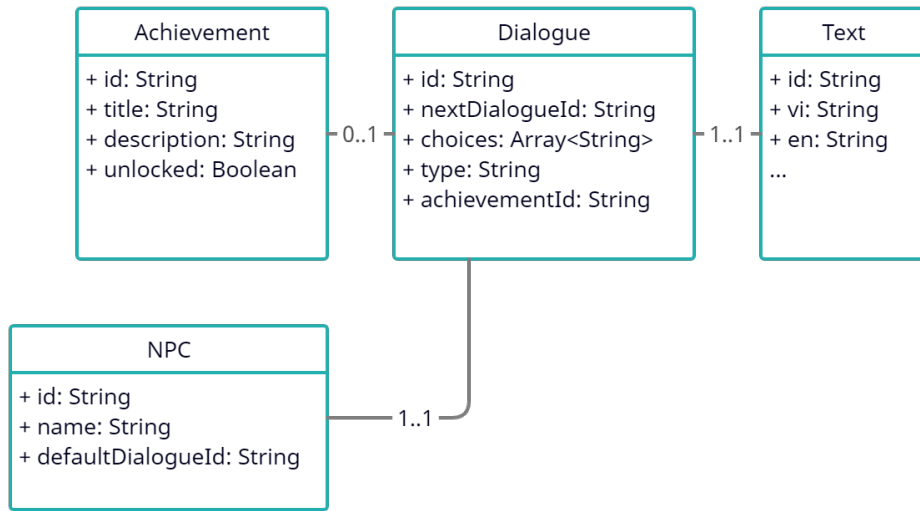 Achievement
+ id: String
+ title: String
+ description: String
+ unlocked: Boolean
0..1
Dialogue
+ id: String
+ nextDialogueId: String
+ choices: Array<String>
+ type: String
+ achievementId: String
1..1
Text
+ id: String
+ vi: String
+ en: String
...
NPC
+ id: String
+ name: String
+ defaultDialogueId: String
1..1